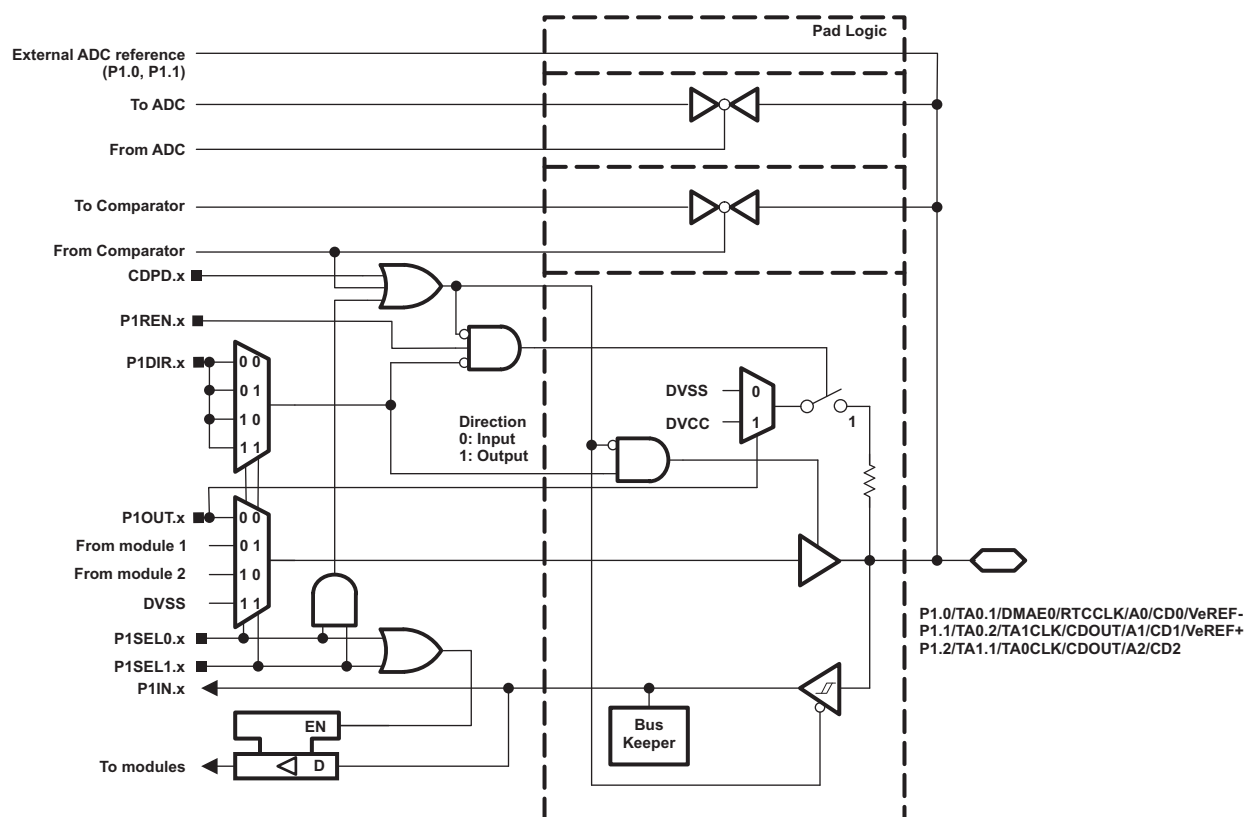 Pad Logic
External ADC reference
(P1.0, P1.1)
To ADC
From ADC
To Comparator
From Comparator
CDPD.x
P1REN.x
P1DIR.x
0 0
0 1
1 0
1 1
Direction
0: Input
1: Output
DVSS
0
DVCC
1
1
P1OUT.x
0 0
From module 1
0 1
From module 2
1 0
DVSS
1 1
P1.0/TA0.1/DMAE0/RTCCLK/A0/CD0/VeREF-
P1.1/TA0.2/TA1CLK/CDOUT/A1/CD1/VeREF+
P1.2/TA1.1/TA0CLK/CDOUT/A2/CD2
P1SEL0.x
P1SEL1.x
P1IN.x
Bus
Keeper
EN
To modules
D